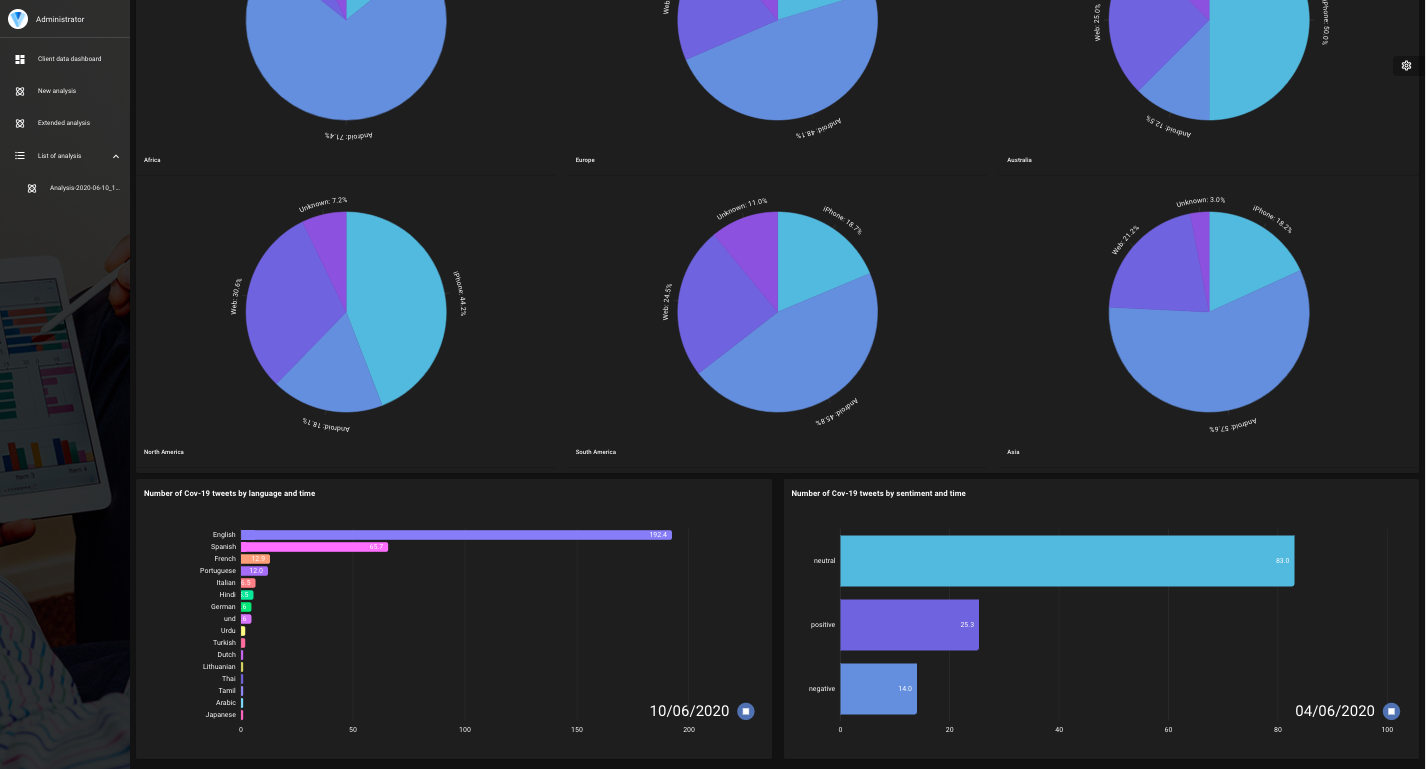 Administrator
Client data dashboard
New analysis
Extended analysis
List of analysis
Analysis-2020-06-10_1...
Android: 71.4%
Web
Android: 48.1%
Web: 25.0%
iPhone: 50.0%
Android: 12.5%
Africa
Europe
Australia
Unknown: 7.2%
iPhone: 44.2%
Web: 30.6%
Android: 18.1%
Unknown: 11.0%
iPhone: 18.7%
Web: 24.5%
Android: 45.8%
Unknown: 3.0%
iPhone: 18.2%
Web: 21.2%
Android: 57.6%
North America
South America
Asia
Item 3
Item 4
Number of Cov-19 tweets by language and time
English 192.4
Spanish 65.7
French 12.9
Portuguese 12.0
Italian 6.5
Hindi
German
und
Urdu
Turkish
Dutch
Lithuanian
Thai
Tamil
Arabic
Japanese
10/06/2020
0 50 100 150 200
Number of Cov-19 tweets by sentiment and time
neutral 83.0
positive 25.3
negative 14.0
04/06/2020
0 20 40 60 80 100